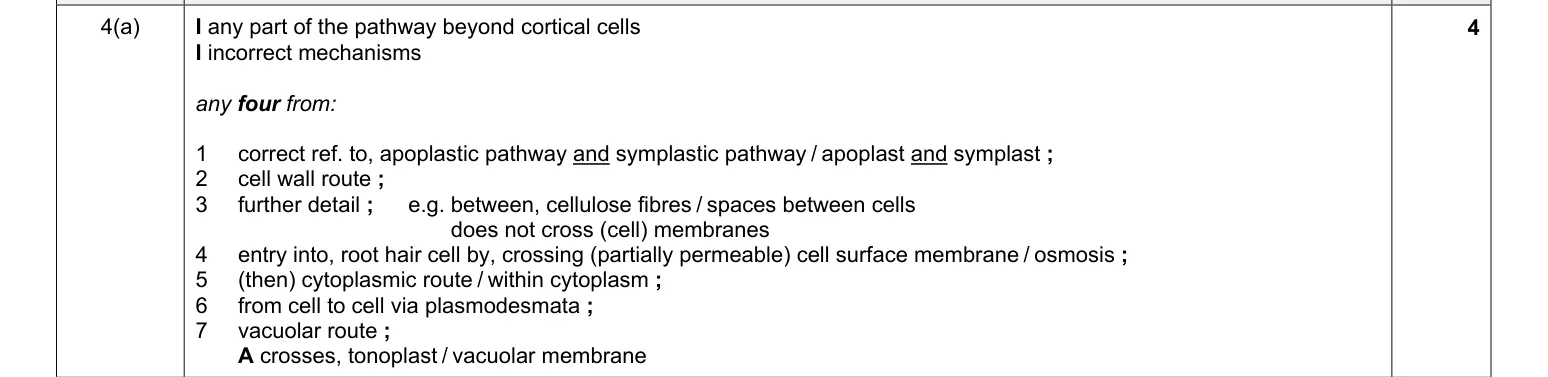 4(a) I any part of the pathway beyond cortical cells 4
I incorrect mechanisms
any four from:
1 correct ref. to, apoplastic pathway and symplastic pathway / apoplast and symplast ;
2 cell wall route ;
3 further detail ; e.g. between, cellulose fibres / spaces between cells
does not cross (cell) membranes
4 entry into, root hair cell by, crossing (partially permeable) cell surface membrane / osmosis ;
5 (then) cytoplasmic route / within cytoplasm ;
6 from cell to cell via plasmodesmata ;
7 vacuolar route ;
A crosses, tonoplast / vacuolar membrane